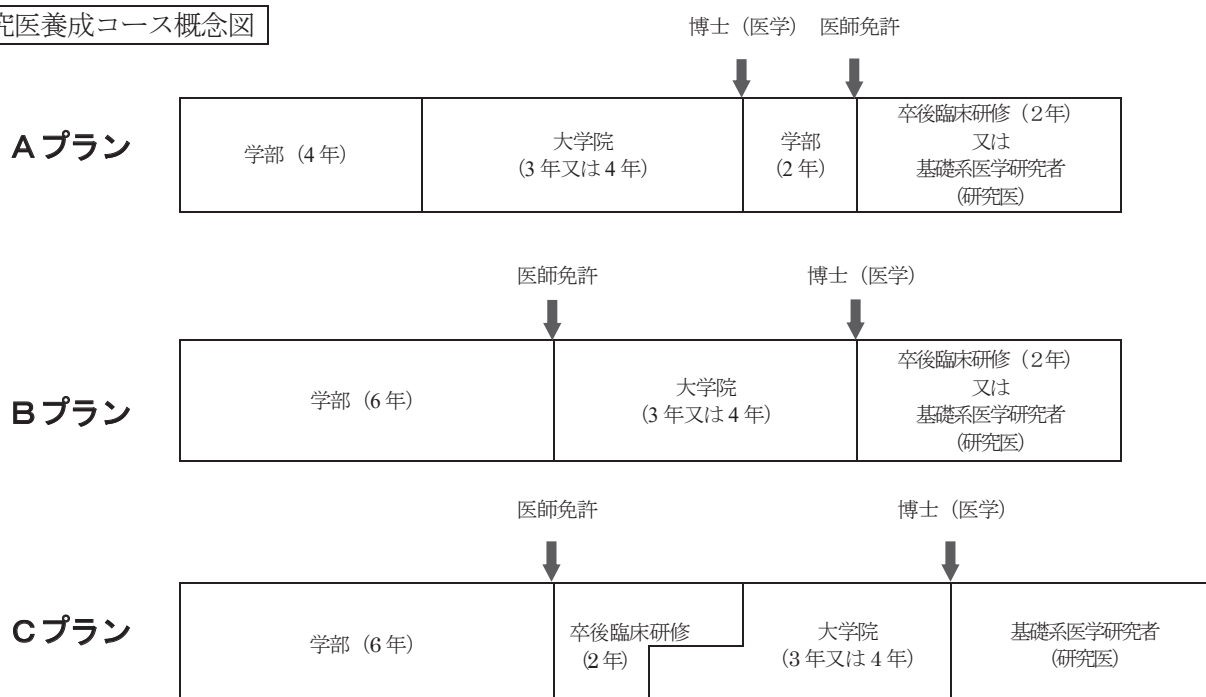 究医養成コース概念図
博士（医学） 医師免許
Aプラン
学部（4年）
大学院
（3年又は4年）
学部
（2年）
卒後臨床研修（2年）
又は
基礎系医学研究者
（研究医）
医師免許 博士（医学）
Bプラン
学部（6年）
大学院
（3年又は4年）
卒後臨床研修（2年）
又は
基礎系医学研究者
（研究医）
医師免許 博士（医学）
Cプラン
学部（6年）
卒後臨床研修
（2年）
大学院
（3年又は4年）
基礎系医学研究者
（研究医）